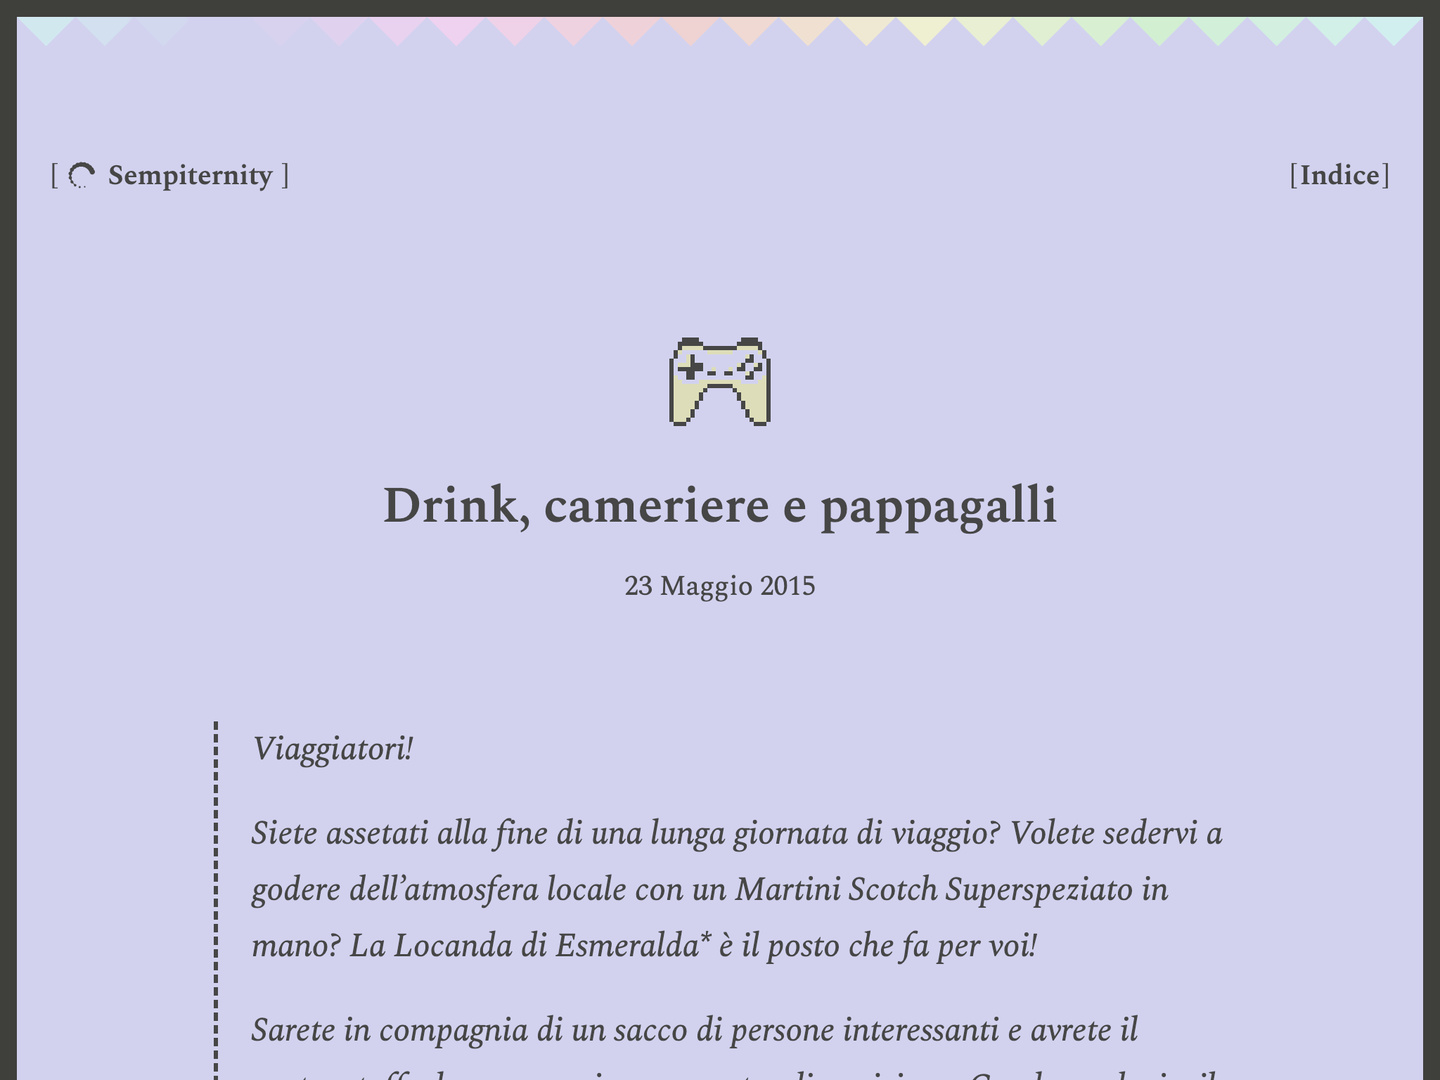 [ Sempiternity ]
[Indice]
Drink, cameriere e pappagalli
23 Maggio 2015
Viaggiatori!
Siete assetati alla fine di una lunga giornata di viaggio? Volete sedervi a
godere dell’atmosfera locale con un Martini Scotch Superspeziato in
mano? La Locanda di Esmeralda* è il posto che fa per voi!
Sarete in compagnia di un sacco di persone interessanti e avrete il